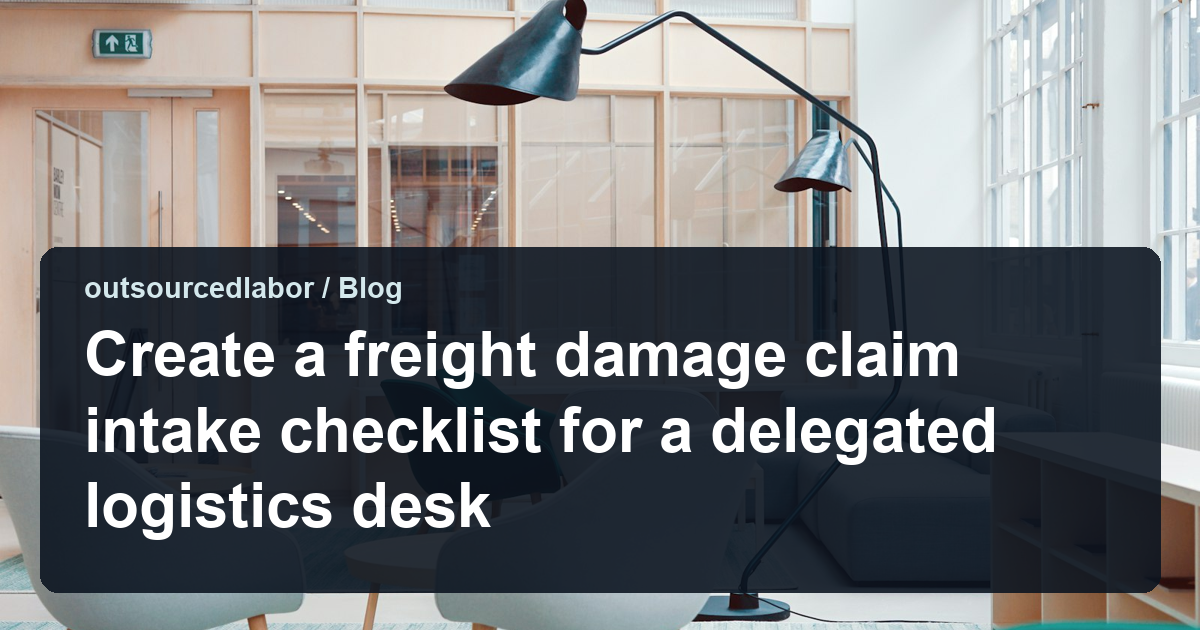 outsourcedlabor / Blog
Create a freight damage claim
intake checklist for a delegated
logistics desk